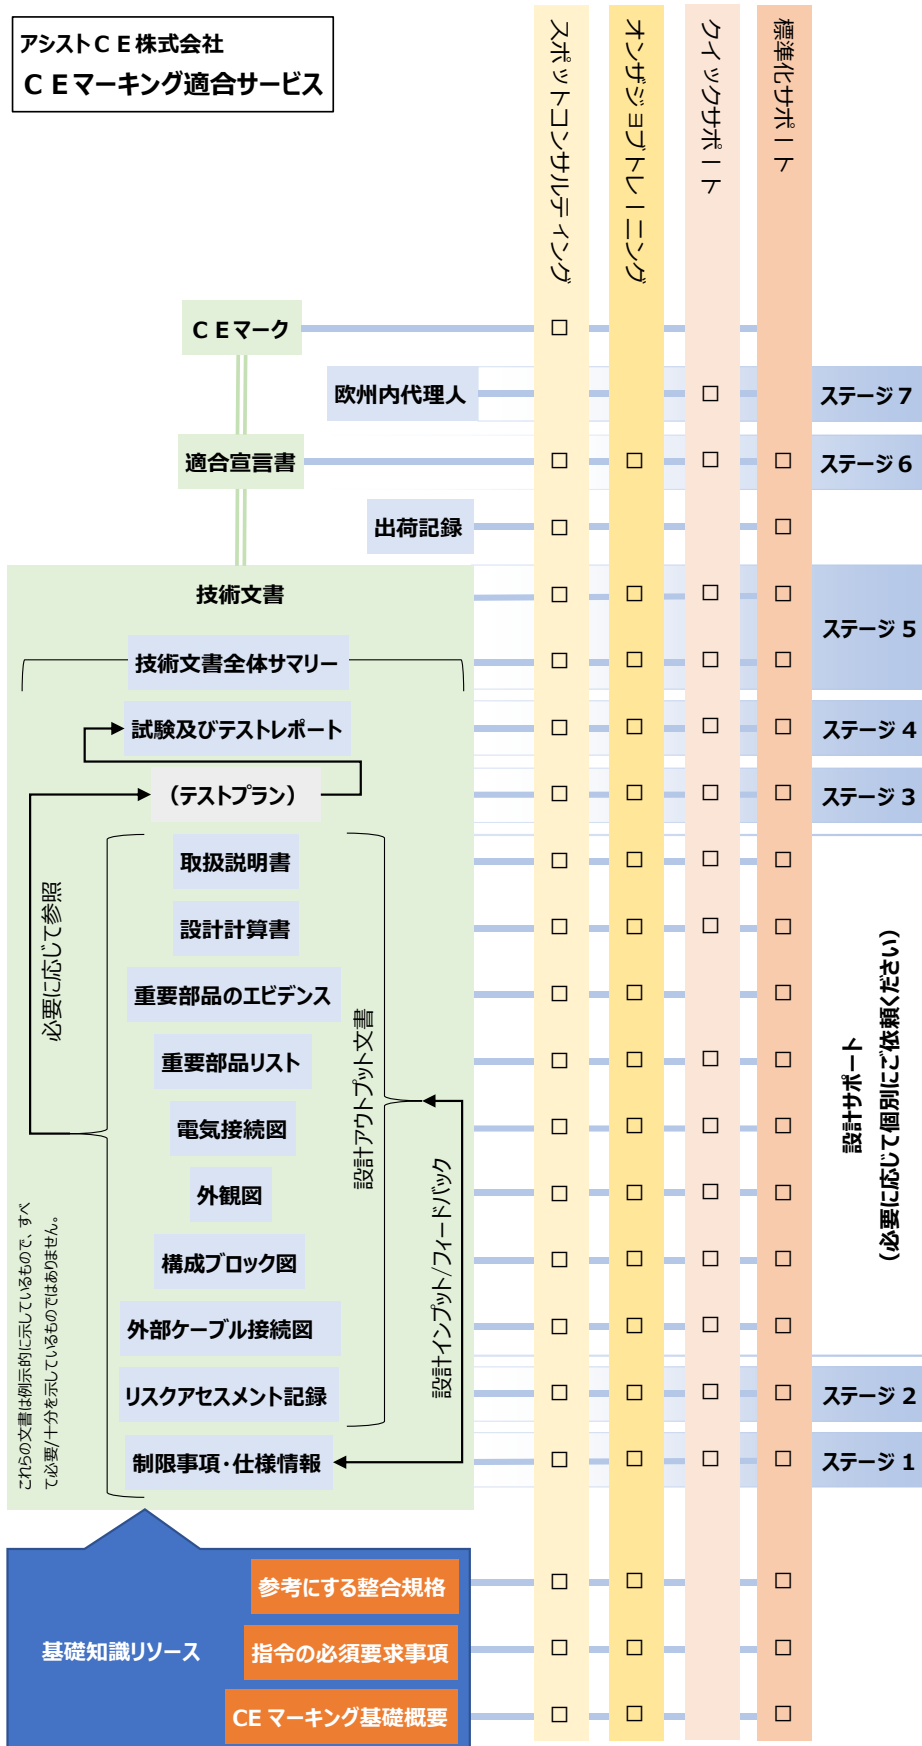 アシストCE株式会社
CEマーキング適合サービス
スポットコンサルティング
オンザジョブトレーニング
クイックサポート
標準化サポート
CEマーク
□
欧州内代理人
□
ステージ 7
適合宣言書
□ □ □ □
ステージ 6
出荷記録
□ □
技術文書
□ □ □ □
ステージ 5
技術文書全体サマリー
□ □ □ □
試験及びテストレポート
□ □ □ □
ステージ 4
（テストプラン）
□ □ □ □
ステージ 3
取扱説明書
□ □ □ □
設計計算書
□ □ □ □
重要部品のエビデンス
□ □ □
重要部品リスト
□ □ □ □
電気接続図
□ □ □ □
外観図
□ □ □ □
構成ブロック図
□ □ □ □
外部ケーブル接続図
□ □ □ □
リスクアセスメント記録
□ □ □ □
ステージ 2
制限事項・仕様情報
□ □ □ □
ステージ 1
必要に応じて参照
設計アウトプット文書
設計インプット/フィードバック
設計サポート
（必要に応じて個別にご依頼ください）
これらの文書は例示的に示しているもので、すべ
て必要/十分を示しているものではありません。
基礎知識リソース
参考にする整合規格
□ □ □
指令の必須要求事項
□ □ □
CE マーキング基礎概要
□ □ □